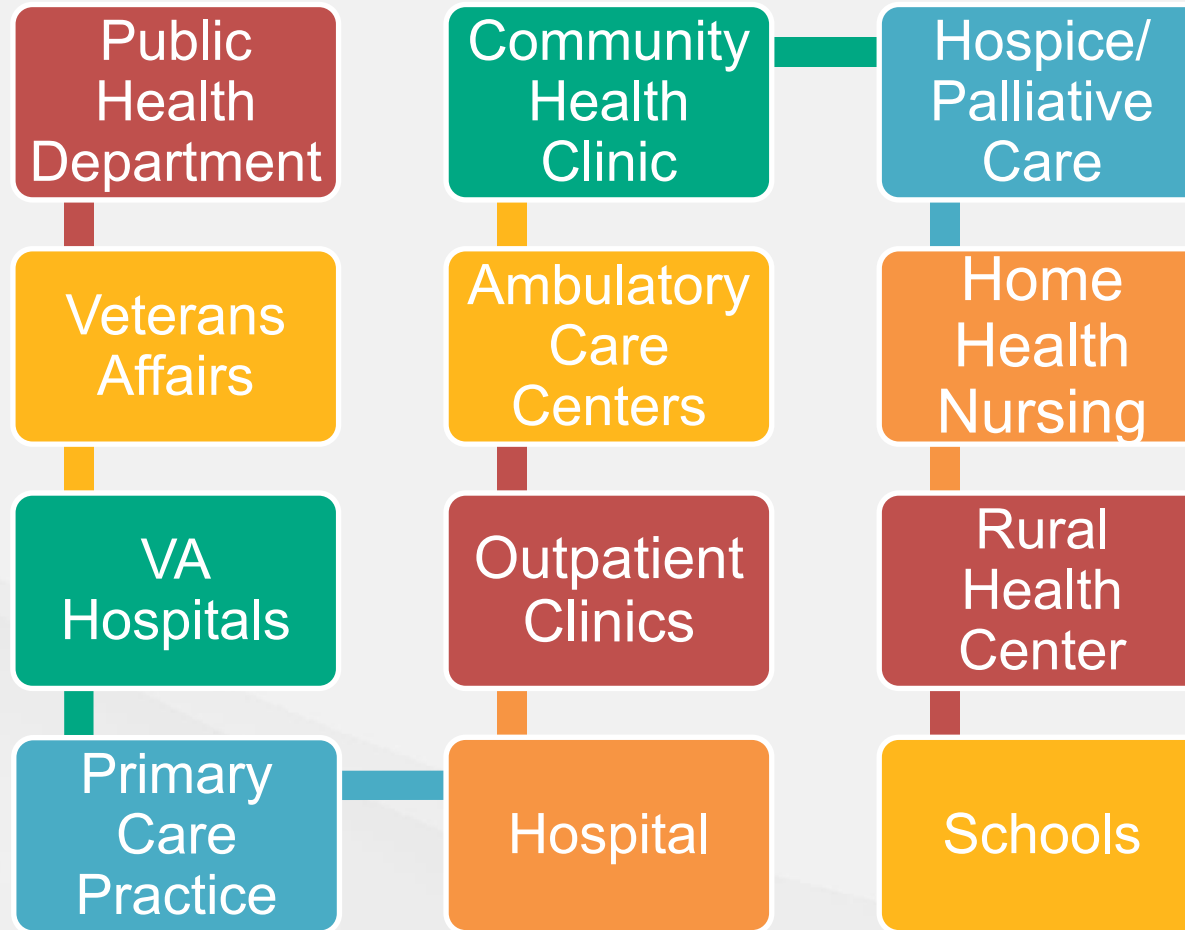 Public
Health
Department
Veterans
Affairs
VA
Hospitals
Primary
Care
Practice
Community
Health
Clinic
Ambulatory
Care
Centers
Outpatient
Clinics
Hospital
Hospice/
Palliative
Care
Home
Health
Nursing
Rural
Health
Center
Schools